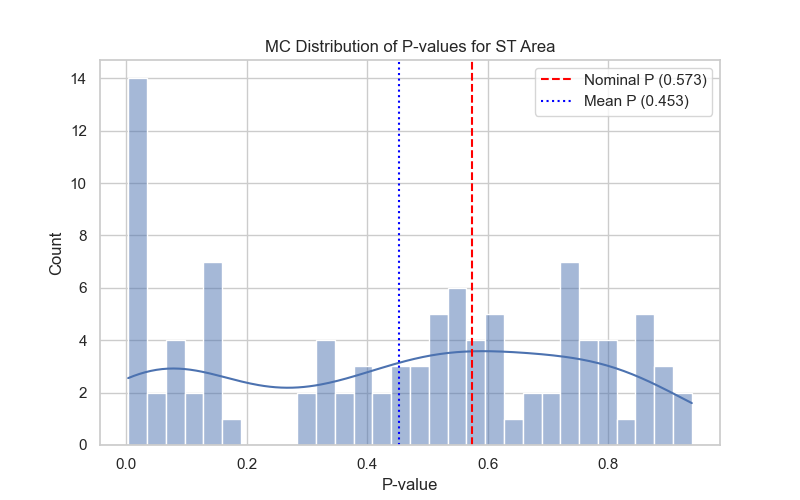 MC Distribution of P-values for ST Area
Nominal P (0.573)
Mean P (0.453)
Count
14
12
10
8
6
4
2
0
0.0 0.2 0.4 0.6 0.8
P-value